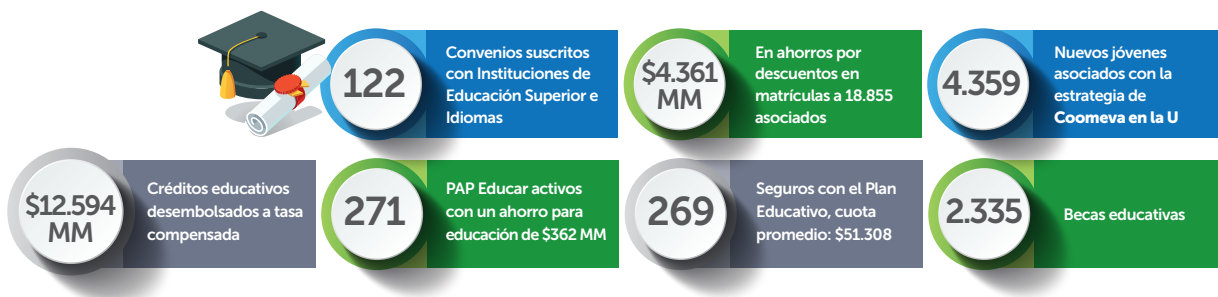 122
Convenios suscritos
con Instituciones de
Educación Superior e
Idiomas
$4.361
MM
En ahorros por
descuentos en
matrículas a 18.855
asociados
4.359
Nuevos jóvenes
asociados con la
estrategia de
Coomeva en la U
$12.594
MM
Créditos educativos
desembolsados a tasa
compensada
271
PAP Educar activos
con un ahorro para
educación de $362 MM
269
Seguros con el Plan
Educativo, cuota
promedio: $51.308
2.335
Becas educativas